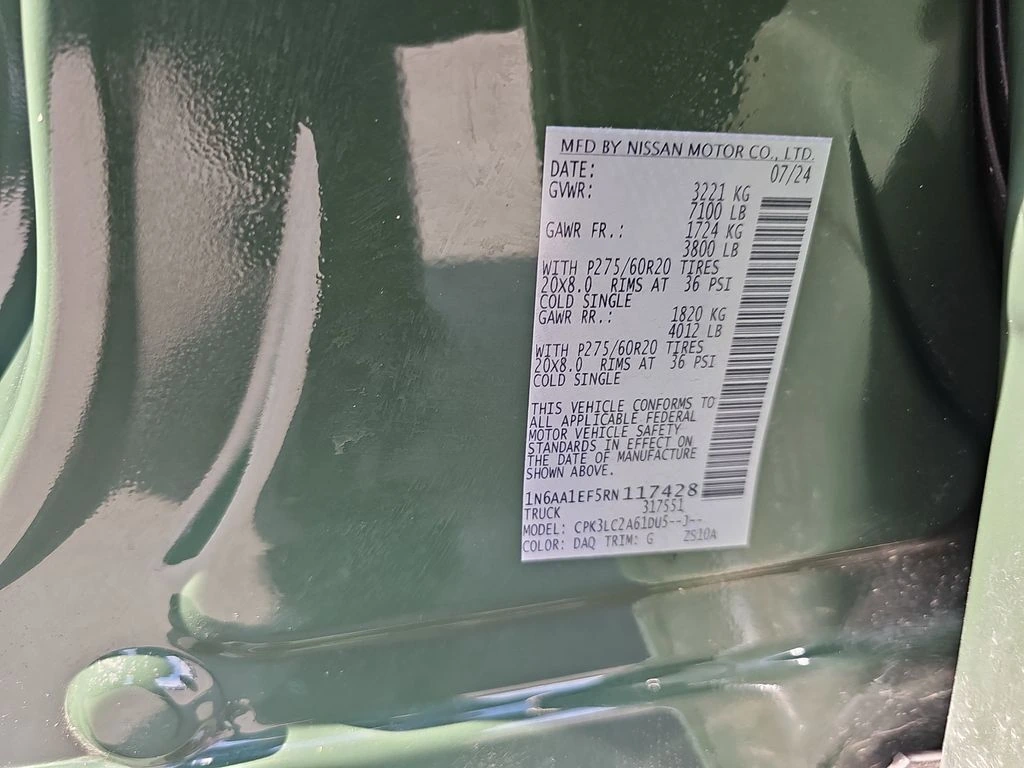 MFD BY NISSAN MOTOR CO., LTD.
DATE: 07/24
GVWR: 3221 KG
7100 LB
GAWR FR.: 1724 KG
3800 LB
WITH P275/60R20 TIRES
20X8.0 RIMS AT 36 PSI
COLD SINGLE
GAWR RR.: 1820 KG
4012 LB
WITH P275/60R20 TIRES
20X8.0 RIMS AT 36 PSI
COLD SINGLE
THIS VEHICLE CONFORMS TO
ALL APPLICABLE FEDERAL
MOTOR VEHICLE SAFETY
STANDARDS IN EFFECT ON
THE DATE OF MANUFACTURE
SHOWN ABOVE.
1N6AA1EF5RN117428
TRUCK 317551
MODEL: CPK3LC2A61DU5--J--
COLOR: DAQ TRIM: G ZS10A